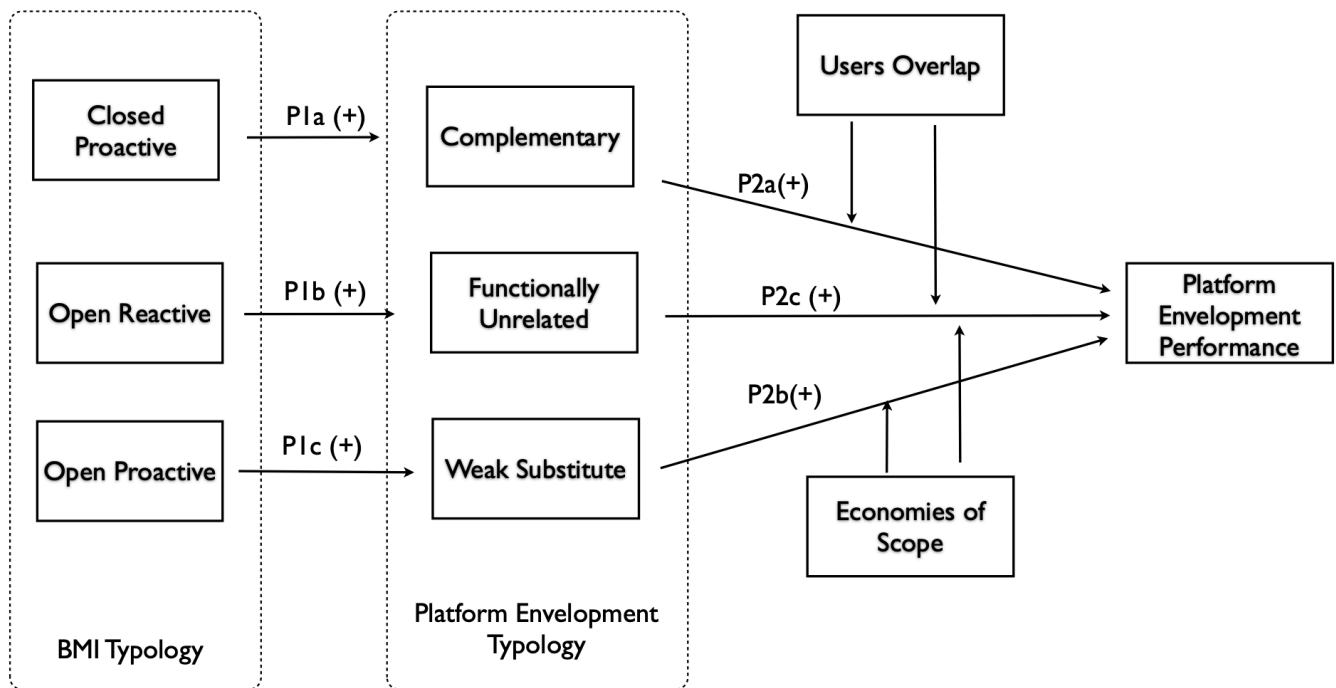 Users Overlap
Closed
Proactive
P1a (+)
Complementary
P2a(+)
Open Reactive
P1b (+)
Functionally
Unrelated
P2c (+)
Platform
Envelopment
Performance
P2b(+)
Open Proactive
P1c (+)
Weak Substitute
Economies of
Scope
BMI Typology
Platform Envelopment
Typology